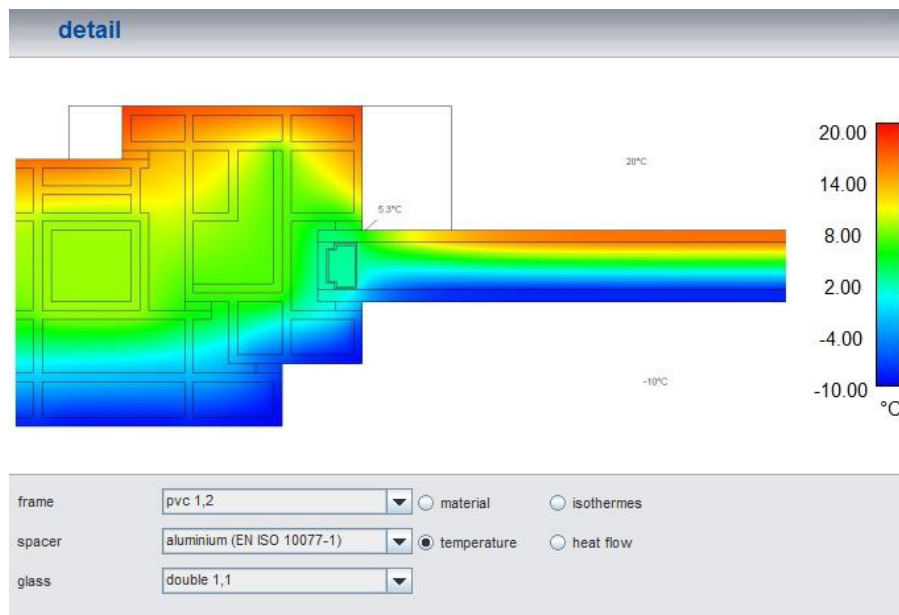 detail
20.00
20°C
14.00
5.3°C
8.00
2.00
-4.00
-10°C
-10.00
°C
frame pvc 1,2 material isothermes
spacer aluminium (EN ISO 10077-1) temperature heat flow
glass double 1,1